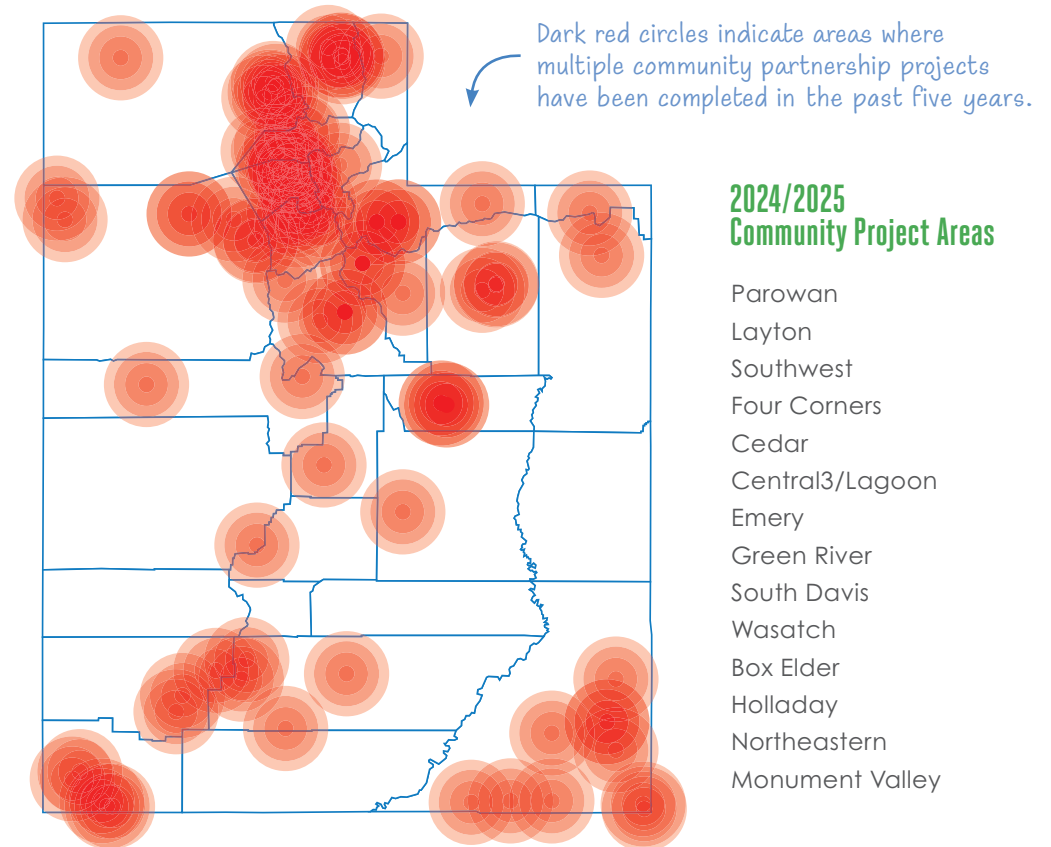 Dark red circles indicate areas where
multiple community partnership projects
have been completed in the past five years.
2024/2025
Community Project Areas
Parowan
Layton
Southwest
Four Corners
Cedar
Central3/Lagoon
Emery
Green River
South Davis
Wasatch
Box Elder
Holladay
Northeastern
Monument Valley